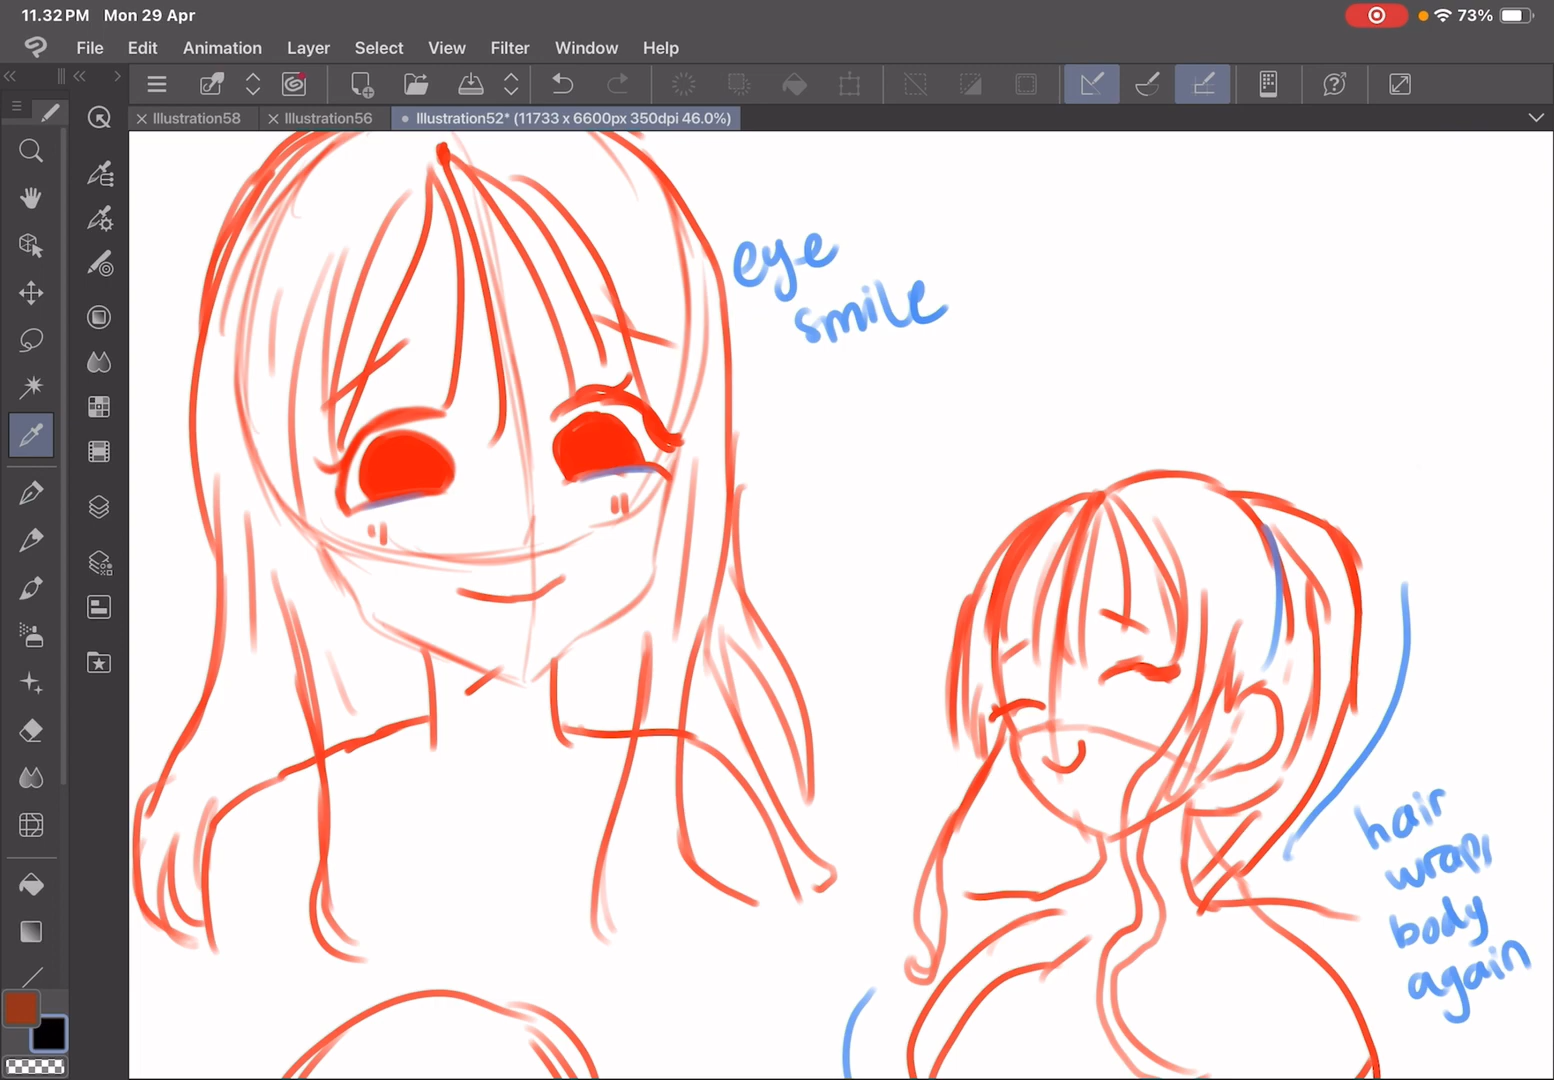 11.32 PM Mon 29 Apr
73%
File Edit Animation Layer Select View Filter Window Help
Illustration58
Illustration56
Illustration52* (11733 x 6600px 350dpi 46.0%)
eye
smile
hair
wraps
body
again